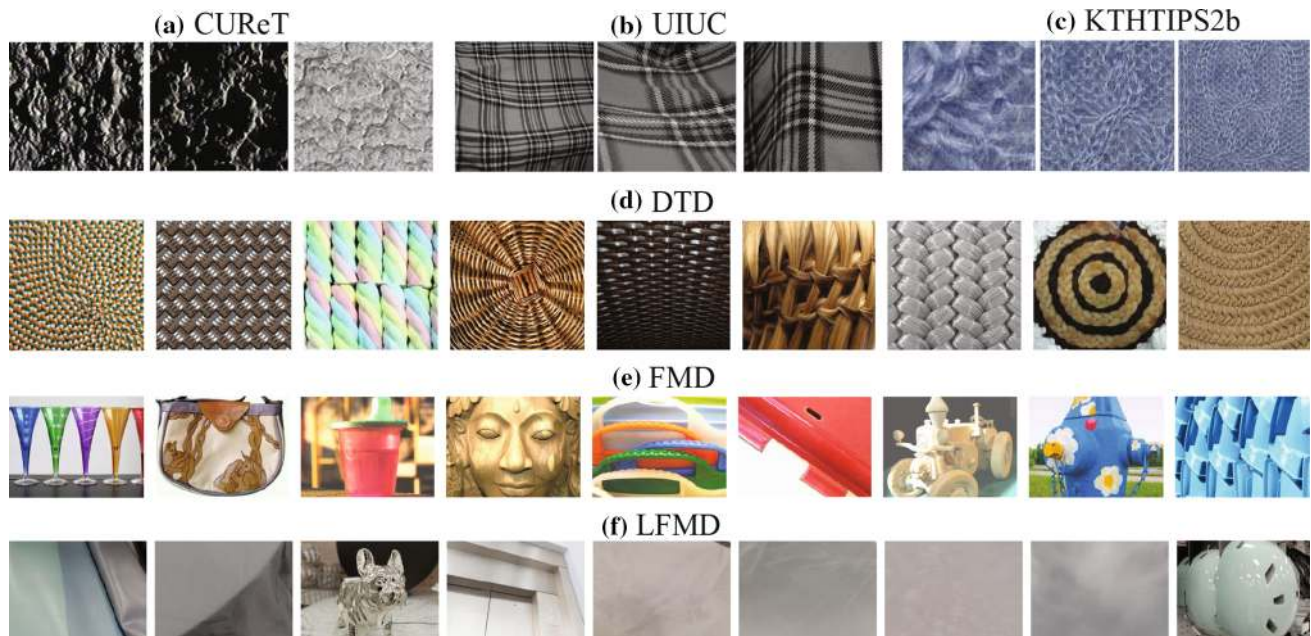 (a) CUReT
(b) UIUC
(c) KTHTIPS2b
(d) DTD
(e) FMD
(f) LFMD